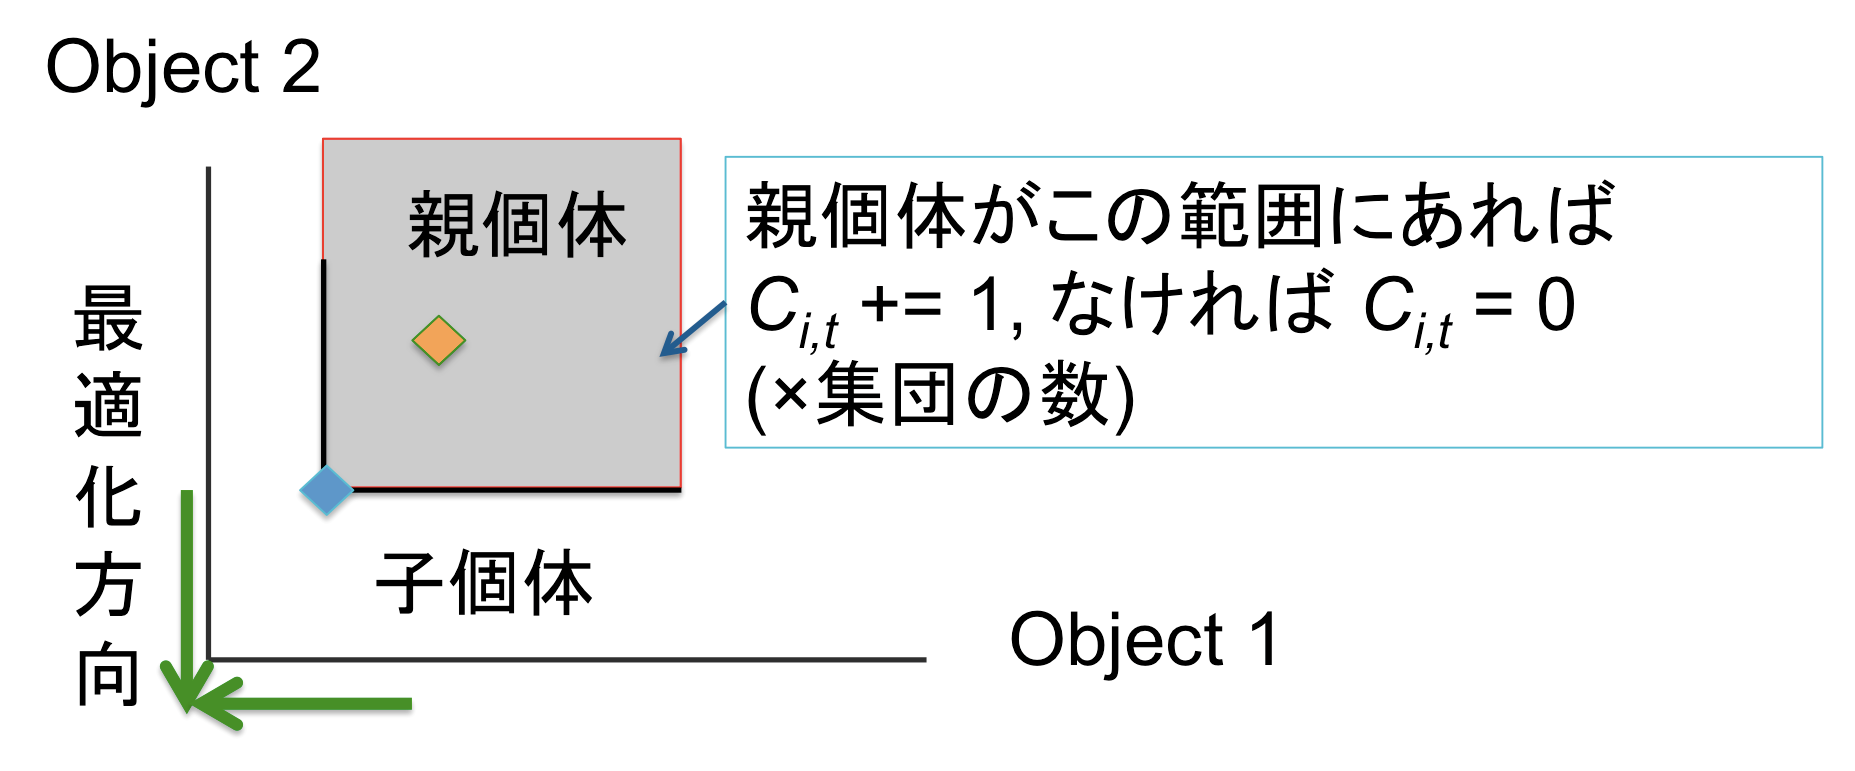 Object 2
親個体
親個体がこの範囲にあれば
C_{i,t} += 1, なければ C_{i,t} = 0
(×集団の数)
最適化方向
子個体
Object 1